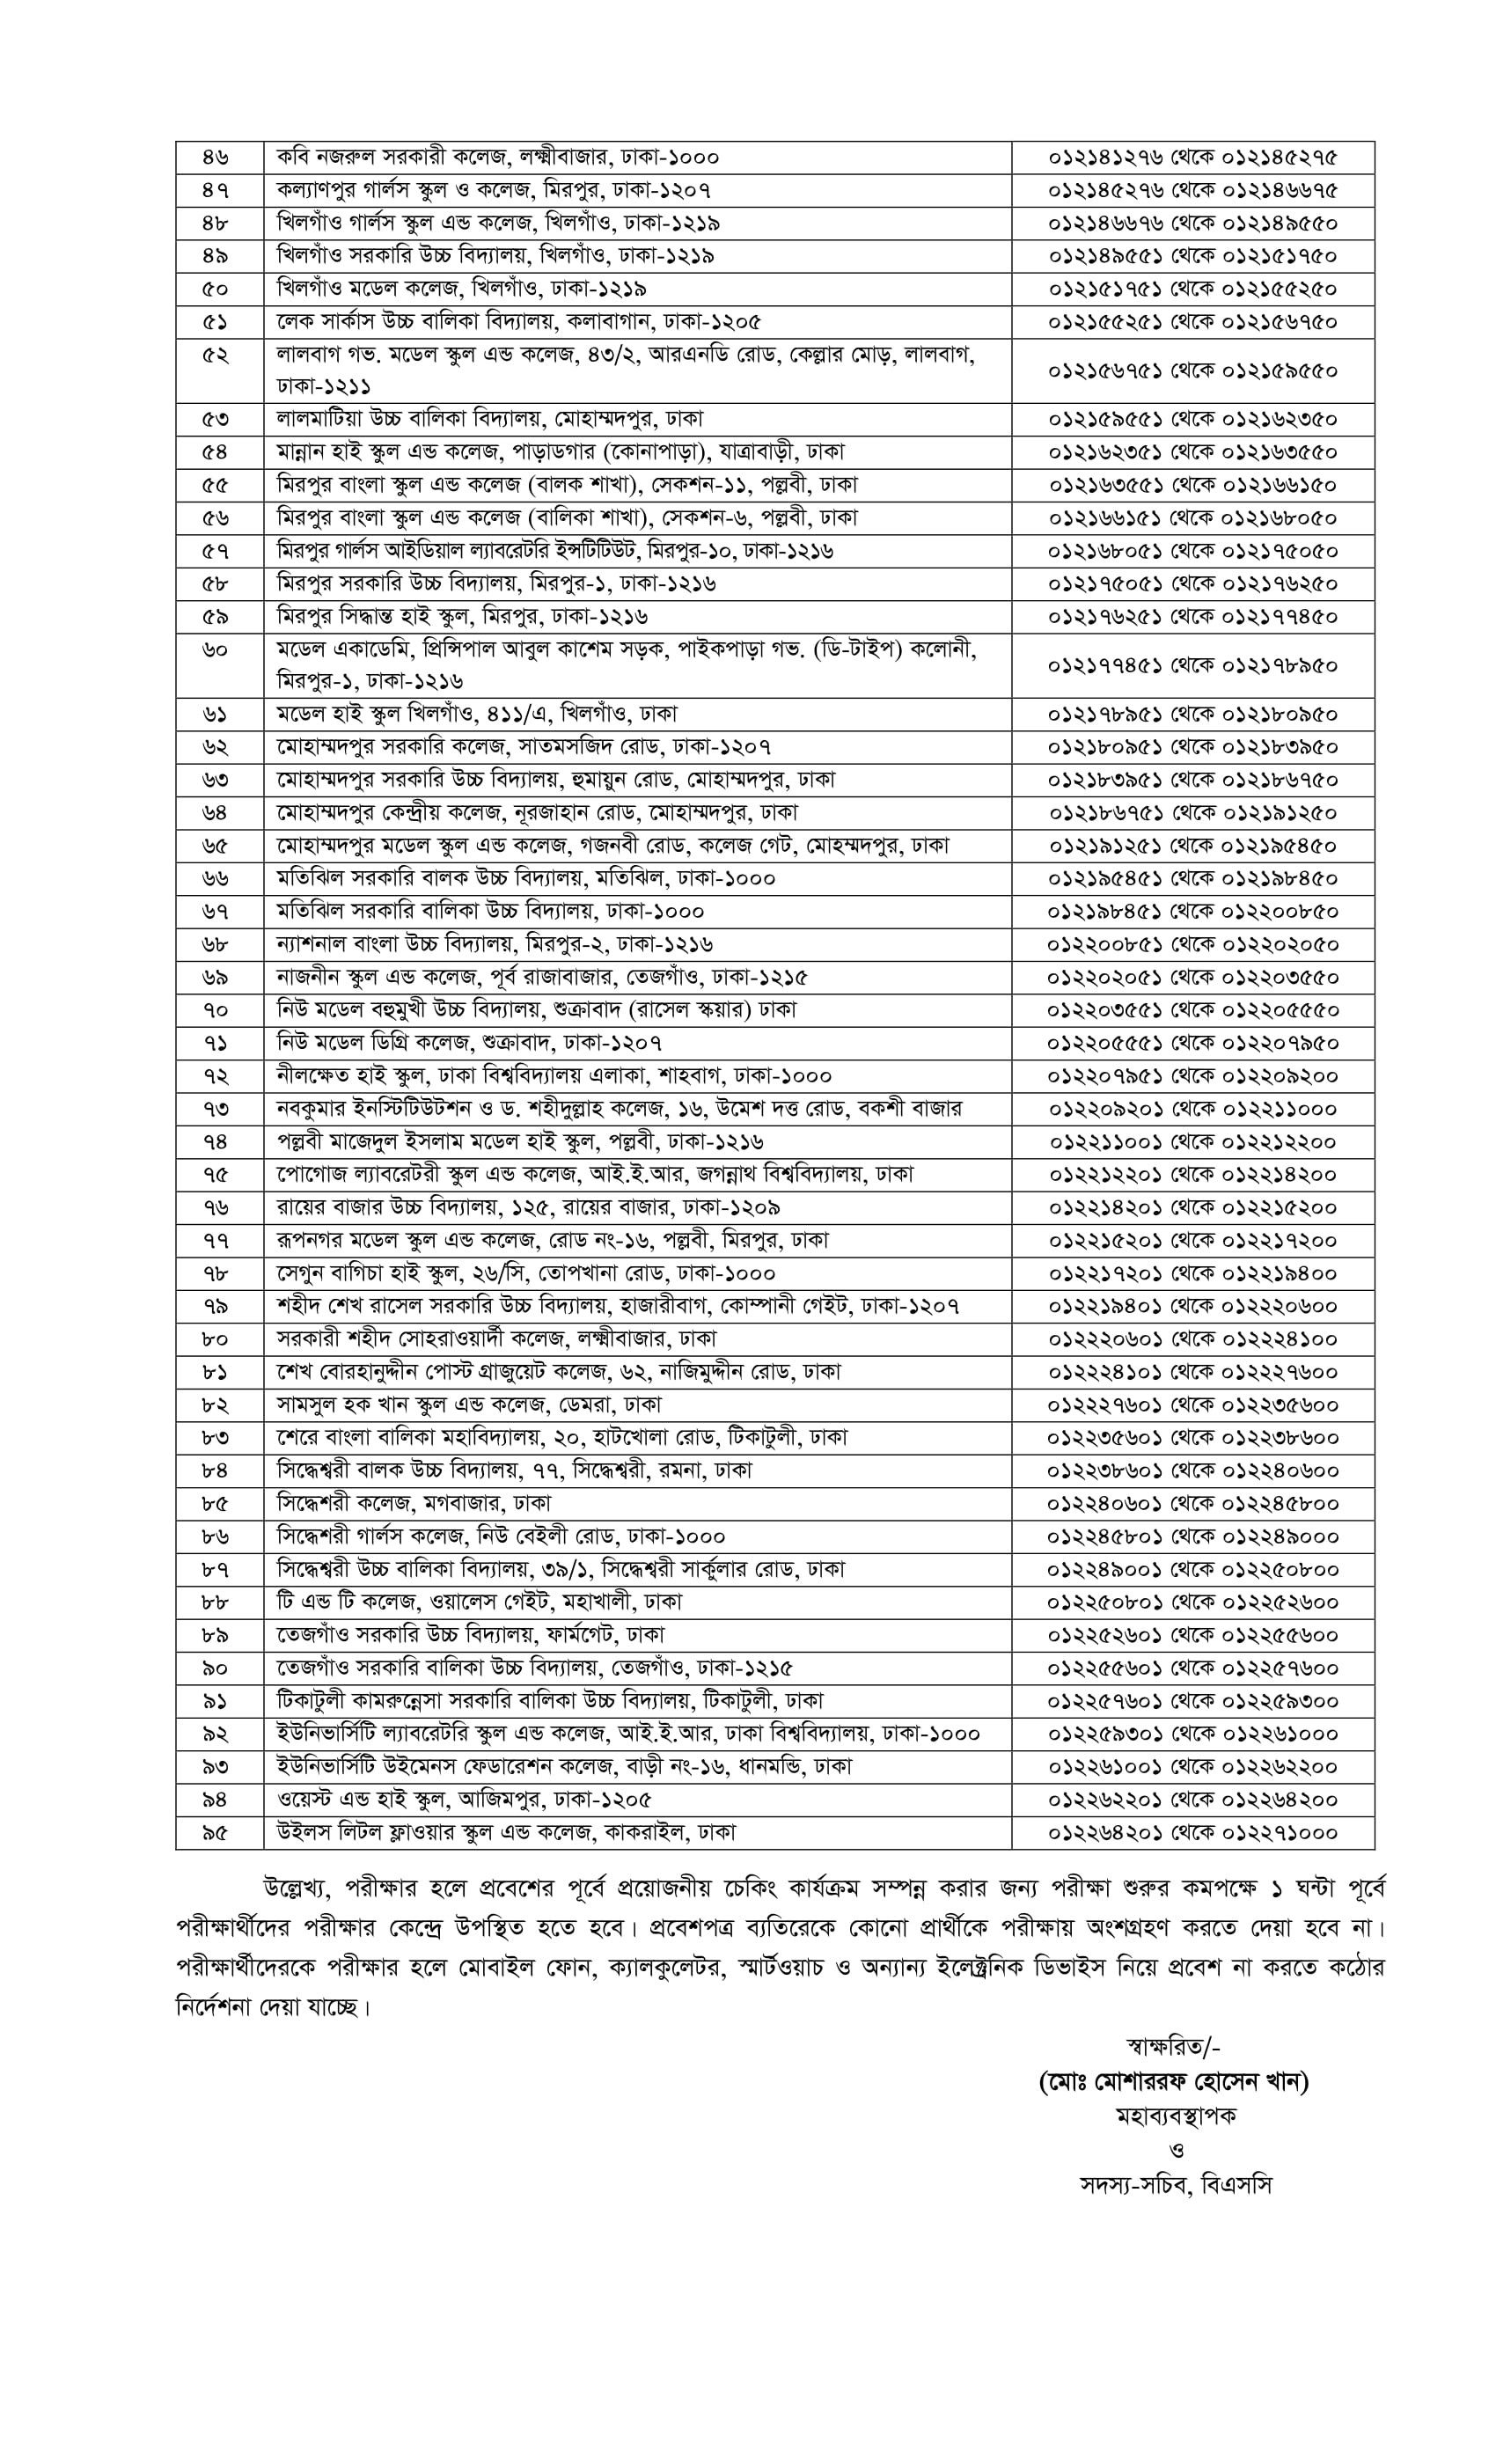 ৪৬ কবি নজরুল সরকারী কলেজ, লক্ষ্মীবাজার, ঢাকা-১০০০ ০১২১৪১২৭৬ থেকে ০১২১৪৫২৭৫
৪৭ কল্যাণপুর গার্লস স্কুল ও কলেজ, মিরপুর, ঢাকা-১২০৭ ০১২১৪৫২৭৬ থেকে ০১২১৪৬৬৭৫
৪৮ খিলগাঁও গার্লস স্কুল এন্ড কলেজ, খিলগাঁও, ঢাকা-১২১৯ ০১২১৪৬৬৭৬ থেকে ০১২১৪৯৫৫০
৪৯ খিলগাঁও সরকারি উচ্চ বিদ্যালয়, খিলগাঁও, ঢাকা-১২১৯ ০১২১৪৯৫৫১ থেকে ০১২১৫১৭৫০
৫০ খিলগাঁও মডেল কলেজ, খিলগাঁও, ঢাকা-১২১৯ ০১২১৫১৭৫১ থেকে ০১২১৫৫২৫০
৫১ লেক সার্কাস উচ্চ বালিকা বিদ্যালয়, কলাবাগান, ঢাকা-১২০৫ ০১২১৫৫২৫১ থেকে ০১২১৫৬৭৫০
৫২ লালবাগ গভ. মডেল স্কুল এন্ড কলেজ, ৪৩/২, আরএনডি রোড, কেল্লার মোড়, লালবাগ,
ঢাকা-১২১১ ০১২১৫৬৭৫১ থেকে ০১২১৫৯৫৫০
৫৩ লালমাটিয়া উচ্চ বালিকা বিদ্যালয়, মোহাম্মদপুর, ঢাকা ০১২১৫৯৫৫১ থেকে ০১২১৬২৩৫০
৫৪ মান্নান হাই স্কুল এন্ড কলেজ, পাড়াডগার (কোনাপাড়া), যাত্রাবাড়ী, ঢাকা ০১২১৬২৩৫১ থেকে ০১২১৬৩৫৫০
৫৫ মিরপুর বাংলা স্কুল এন্ড কলেজ (বালক শাখা), সেকশন-১১, পল্লবী, ঢাকা ০১২১৬৩৫৫১ থেকে ০১২১৬৬১৫০
৫৬ মিরপুর বাংলা স্কুল এন্ড কলেজ (বালিকা শাখা), সেকশন-৬, পল্লবী, ঢাকা ০১২১৬৬১৫১ থেকে ০১২১৬৮০৫০
৫৭ মিরপুর গার্লস আইডিয়াল ল্যাবরেটরি ইন্সটিটিউট, মিরপুর-১০, ঢাকা-১২১৬ ০১২১৬৮০৫১ থেকে ০১২১৭৫০৫০
৫৮ মিরপুর সরকারি উচ্চ বিদ্যালয়, মিরপুর-১, ঢাকা-১২১৬ ০১২১৭৫০৫১ থেকে ০১২১৭৬২৫০
৫৯ মিরপুর সিদ্ধান্ত হাই স্কুল, মিরপুর, ঢাকা-১২১৬ ০১২১৭৬২৫১ থেকে ০১২১৭৭৪৫০
৬০ মডেল একাডেমি, প্রিন্সিপাল আবুল কাশেম সড়ক, পাইকপাড়া গভ. (ডি-টাইপ) কলোনী,
মিরপুর-১, ঢাকা-১২১৬ ০১২১৭৭৪৫১ থেকে ০১২১৭৮৯৫০
৬১ মডেল হাই স্কুল খিলগাঁও, ৪১১/এ, খিলগাঁও, ঢাকা ০১২১৭৮৯৫১ থেকে ০১২১৮০৯৫০
৬২ মোহাম্মদপুর সরকারি কলেজ, সাতমসজিদ রোড, ঢাকা-১২০৭ ০১২১৮০৯৫১ থেকে ০১২১৮৩৯৫০
৬৩ মোহাম্মদপুর সরকারি উচ্চ বিদ্যালয়, হুমায়ুন রোড, মোহাম্মদপুর, ঢাকা ০১২১৮৩৯৫১ থেকে ০১২১৮৬৭৫০
৬৪ মোহাম্মদপুর কেন্দ্রীয় কলেজ, নূরজাহান রোড, মোহাম্মদপুর, ঢাকা ০১২১৮৬৭৫১ থেকে ০১২১৯১২৫০
৬৫ মোহাম্মদপুর মডেল স্কুল এন্ড কলেজ, গজনবী রোড, কলেজ গেট, মোহম্মদপুর, ঢাকা ০১২১৯১২৫১ থেকে ০১২১৯৫৪৫০
৬৬ মতিঝিল সরকারি বালক উচ্চ বিদ্যালয়, মতিঝিল, ঢাকা-১০০০ ০১২১৯৫৪৫১ থেকে ০১২১৯৮৪৫০
৬৭ মতিঝিল সরকারি বালিকা উচ্চ বিদ্যালয়, ঢাকা-১০০০ ০১২১৯৮৪৫১ থেকে ০১২২০০৮৫০
৬৮ ন্যাশনাল বাংলা উচ্চ বিদ্যালয়, মিরপুর-২, ঢাকা-১২১৬ ০১২২০০৮৫১ থেকে ০১২২০২০৫০
৬৯ নাজনীন স্কুল এন্ড কলেজ, পূর্ব রাজাবাজার, তেজগাঁও, ঢাকা-১২১৫ ০১২২০২০৫১ থেকে ০১২২০৩৫৫০
৭০ নিউ মডেল বহুমুখী উচ্চ বিদ্যালয়, শুক্রাবাদ (রাসেল স্কয়ার) ঢাকা ০১২২০৩৫৫১ থেকে ০১২২০৫৫৫০
৭১ নিউ মডেল ডিগ্রি কলেজ, শুক্রাবাদ, ঢাকা-১২০৭ ০১২২০৫৫৫১ থেকে ০১২২০৭৯৫০
৭২ নীলক্ষেত হাই স্কুল, ঢাকা বিশ্ববিদ্যালয় এলাকা, শাহবাগ, ঢাকা-১০০০ ০১২২০৭৯৫১ থেকে ০১২২০৯২০০
৭৩ নবকুমার ইনস্টিটিউটশন ও ড. শহীদুল্লাহ কলেজ, ১৬, উমেশ দত্ত রোড, বকশী বাজার ০১২২০৯২০১ থেকে ০১২২১১০০০
৭৪ পল্লবী মাজেদুল ইসলাম মডেল হাই স্কুল, পল্লবী, ঢাকা-১২১৬ ০১২২১১০০১ থেকে ০১২২১২২০০
৭৫ পোগোজ ল্যাবরেটরী স্কুল এন্ড কলেজ, আই.ই.আর, জগন্নাথ বিশ্ববিদ্যালয়, ঢাকা ০১২২১২২০১ থেকে ০১২২১৪২০০
৭৬ রায়ের বাজার উচ্চ বিদ্যালয়, ১২৫, রায়ের বাজার, ঢাকা-১২০৯ ০১২২১৪২০১ থেকে ০১২২১৫২০০
৭৭ রূপনগর মডেল স্কুল এন্ড কলেজ, রোড নং-১৬, পল্লবী, মিরপুর, ঢাকা ০১২২১৫২০১ থেকে ০১২২১৭২০০
৭৮ সেগুন বাগিচা হাই স্কুল, ২৬/সি, তোপখানা রোড, ঢাকা-১০০০ ০১২২১৭২০১ থেকে ০১২২১৯৪০০
৭৯ শহীদ শেখ রাসেল সরকারি উচ্চ বিদ্যালয়, হাজারীবাগ, কোম্পানী গেইট, ঢাকা-১২০৭ ০১২২১৯৪০১ থেকে ০১২২২০৬০০
৮০ সরকারী শহীদ সোহরাওয়ার্দী কলেজ, লক্ষ্মীবাজার, ঢাকা ০১২২২০৬০১ থেকে ০১২২২৪১০০
৮১ শেখ বোরহানুদ্দীন পোস্ট গ্রাজুয়েট কলেজ, ৬২, নাজিমুদ্দীন রোড, ঢাকা ০১২২২৪১০১ থেকে ০১২২২৭৬০০
৮২ সামসুল হক খান স্কুল এন্ড কলেজ, ডেমরা, ঢাকা ০১২২২৭৬০১ থেকে ০১২২৩৫৬০০
৮৩ শেরে বাংলা বালিকা মহাবিদ্যালয়, ২০, হাটখোলা রোড, টিকাটুলী, ঢাকা ০১২২৩৫৬০১ থেকে ০১২২৩৮৬০০
৮৪ সিদ্ধেশ্বরী বালক উচ্চ বিদ্যালয়, ৭৭, সিদ্ধেশ্বরী, রমনা, ঢাকা ০১২২৩৮৬০১ থেকে ০১২২৪০৬০০
৮৫ সিদ্ধেশরী কলেজ, মগবাজার, ঢাকা ০১২২৪০৬০১ থেকে ০১২২৪৫৮০০
৮৬ সিদ্ধেশরী গার্লস কলেজ, নিউ বেইলী রোড, ঢাকা-১০০০ ০১২২৪৫৮০১ থেকে ০১২২৪৯০০০
৮৭ সিদ্ধেশ্বরী উচ্চ বালিকা বিদ্যালয়, ৩৯/১, সিদ্ধেশ্বরী সার্কুলার রোড, ঢাকা ০১২২৪৯০০১ থেকে ০১২২৫০৮০০
৮৮ টি এন্ড টি কলেজ, ওয়ালেস গেইট, মহাখালী, ঢাকা ০১২২৫০৮০১ থেকে ০১২২৫২৬০০
৮৯ তেজগাঁও সরকারি উচ্চ বিদ্যালয়, ফার্মগেট, ঢাকা ০১২২৫২৬০১ থেকে ০১২২৫৫৬০০
৯০ তেজগাঁও সরকারি বালিকা উচ্চ বিদ্যালয়, তেজগাঁও, ঢাকা-১২১৫ ০১২২৫৫৬০১ থেকে ০১২২৫৭৬০০
৯১ টিকাটুলী কামরুন্নেসা সরকারি বালিকা উচ্চ বিদ্যালয়, টিকাটুলী, ঢাকা ০১২২৫৭৬০১ থেকে ০১২২৫৯৩০০
৯২ ইউনিভার্সিটি ল্যাবরেটরি স্কুল এন্ড কলেজ, আই.ই.আর, ঢাকা বিশ্ববিদ্যালয়, ঢাকা-১০০০ ০১২২৫৯৩০১ থেকে ০১২২৬১০০০
৯৩ ইউনিভার্সিটি উইমেনস ফেডারেশন কলেজ, বাড়ী নং-১৬, ধানমন্ডি, ঢাকা ০১২২৬১০০১ থেকে ০১২২৬২২০০
৯৪ ওয়েস্ট এন্ড হাই স্কুল, আজিমপুর, ঢাকা-১২০৫ ০১২২৬২২০১ থেকে ০১২২৬৪২০০
৯৫ উইলস লিটল ফ্লাওয়ার স্কুল এন্ড কলেজ, কাকরাইল, ঢাকা ০১২২৬৪২০১ থেকে ০১২২৭১০০০
উল্লেখ্য, পরীক্ষার হলে প্রবেশের পূর্বে প্রয়োজনীয় চেকিং কার্যক্রম সম্পন্ন করার জন্য পরীক্ষা শুরুর কমপক্ষে ১ ঘন্টা পূর্বে
পরীক্ষার্থীদের পরীক্ষার কেন্দ্রে উপস্থিত হতে হবে। প্রবেশপত্র ব্যতিরেকে কোনো প্রার্থীকে পরীক্ষায় অংশগ্রহণ করতে দেয়া হবে না।
পরীক্ষার্থীদেরকে পরীক্ষার হলে মোবাইল ফোন, ক্যালকুলেটর, স্মার্টওয়াচ ও অন্যান্য ইলেক্ট্রনিক ডিভাইস নিয়ে প্রবেশ না করতে কঠোর
নির্দেশনা দেয়া যাচ্ছে।
স্বাক্ষরিত/-
(মোঃ মোশাররফ হোসেন খান)
মহাব্যবস্থাপক
ও
সদস্য-সচিব, বিএসসি